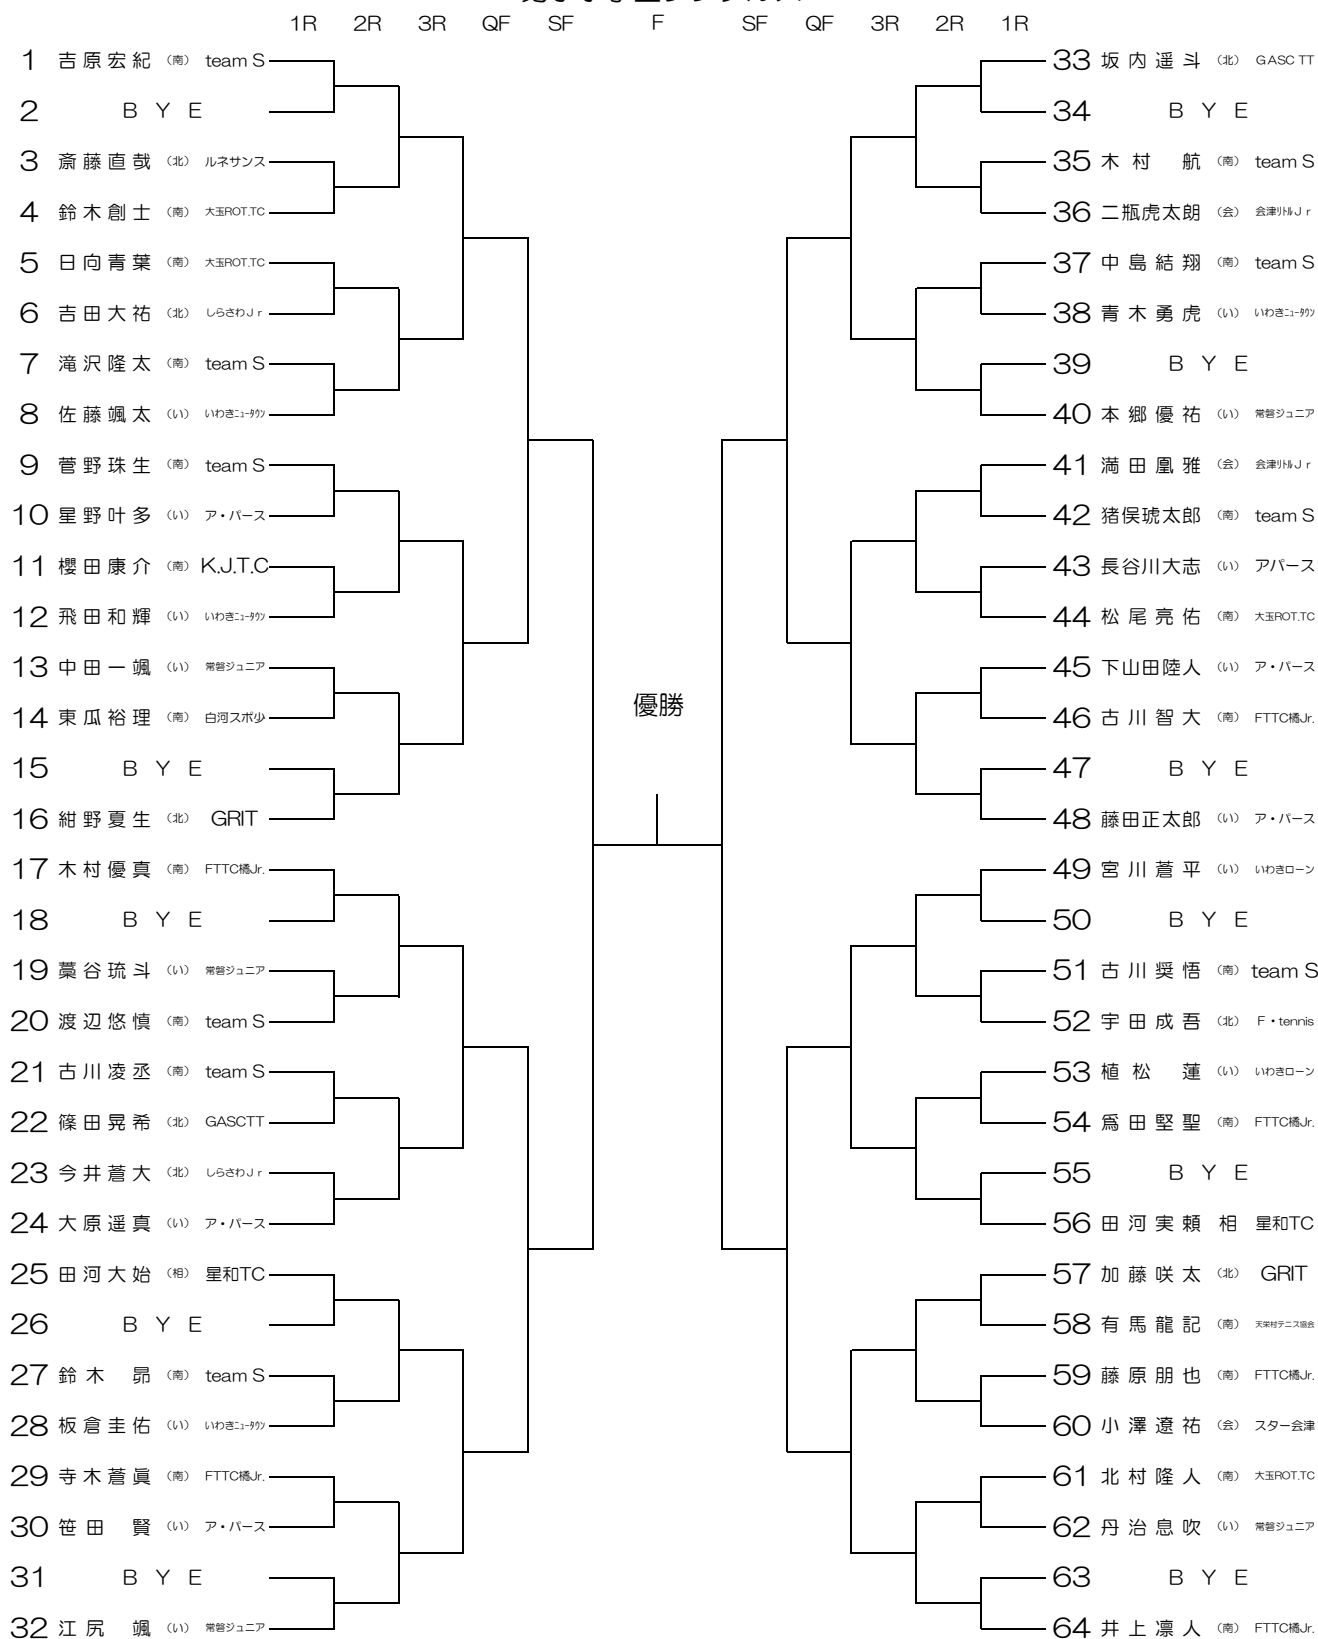 1R 2R 3R QF SF F SF QF 3R 2R 1R
1 吉原宏紀 (南) team S
2 B Y E
3 斎藤直哉 (北) ルネサンス
4 鈴木創士 (南) 大玉ROT.TC
5 日向青葉 (南) 大玉ROT.TC
6 吉田大祐 (北) しらさわJr
7 滝沢隆太 (南) team S
8 佐藤颯太 (い) いわきニュータウン
9 菅野珠生 (南) team S
10 星野叶多 (い) ア・パース
11 櫻田康介 (南) K.J.T.C
12 飛田和輝 (い) いわきニュータウン
13 中田一颯 (い) 常磐ジュニア
14 東瓜裕理 (南) 白河スポ少
15 B Y E
16 紺野夏生 (北) GRIT
17 木村優真 (南) FTTC橘Jr.
18 B Y E
19 藁谷琉斗 (い) 常磐ジュニア
20 渡辺悠慎 (南) team S
21 古川凌丞 (南) team S
22 篠田晃希 (北) GASCTT
23 今井蒼大 (北) しらさわJr
24 大原遥真 (い) ア・パース
25 田河大始 (相) 星和TC
26 B Y E
27 鈴木 昴 (南) team S
28 板倉圭佑 (い) いわきニュータウン
29 寺木蒼眞 (南) FTTC橘Jr.
30 笹田 賢 (い) ア・パース
31 B Y E
32 江尻 颯 (い) 常磐ジュニア
優勝
33 坂内遥斗 (北) GASC TT
34 B Y E
35 木村 航 (南) team S
36 二瓶虎太朗 (会) 会津リトルJr
37 中島結翔 (南) team S
38 青木勇虎 (い) いわきニュータウン
39 B Y E
40 本郷優祐 (い) 常磐ジュニア
41 満田凰雅 (会) 会津リトルJr
42 猪俣琥太郎 (南) team S
43 長谷川大志 (い) アパース
44 松尾亮佑 (南) 大玉ROT.TC
45 下山田陸人 (い) ア・パース
46 古川智大 (南) FTTC橘Jr.
47 B Y E
48 藤田正太郎 (い) ア・パース
49 宮川蒼平 (い) いわきローン
50 B Y E
51 古川奨悟 (南) team S
52 宇田成吾 (北) F・tennis
53 植松 蓮 (い) いわきローン
54 爲田堅聖 (南) FTTC橘Jr.
55 B Y E
56 田河実頼 相 星和TC
57 加藤咲太 (北) GRIT
58 有馬龍記 (南) 天栄村テニス協会
59 藤原朋也 (南) FTTC橘Jr.
60 小澤遼祐 (会) スター会津
61 北村隆人 (南) 大玉ROT.TC
62 丹治息吹 (い) 常磐ジュニア
63 B Y E
64 井上凛人 (南) FTTC橘Jr.